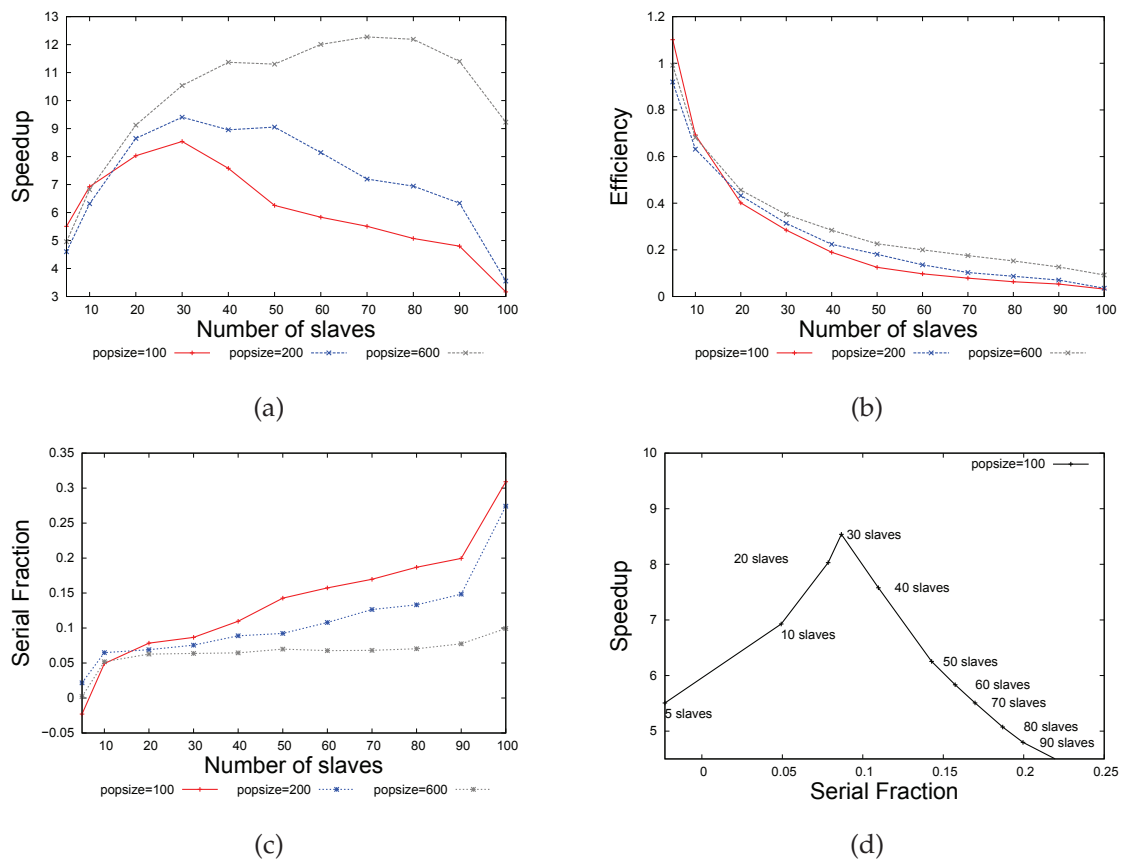 13
12
11
10
9
8
7
6
5
4
3
Speedup
10 20 30 40 50 60 70 80 90 100
Number of slaves
popsize=100 popsize=200 popsize=600
(a)
1.2
1
0.8
0.6
0.4
0.2
0
Efficiency
10 20 30 40 50 60 70 80 90 100
Number of slaves
popsize=100 popsize=200 popsize=600
(b)
0.35
0.3
0.25
0.2
0.15
0.1
0.05
0
−0.05
Serial Fraction
10 20 30 40 50 60 70 80 90 100
Number of slaves
popsize=100 popsize=200 popsize=600
(c)
10
9
8
7
6
5
Speedup
popsize=100
30 slaves
20 slaves
40 slaves
10 slaves
50 slaves
60 slaves
70 slaves
5 slaves
80 slaves
90 slaves
0 0.05 0.1 0.15 0.2 0.25
Serial Fraction
(d)